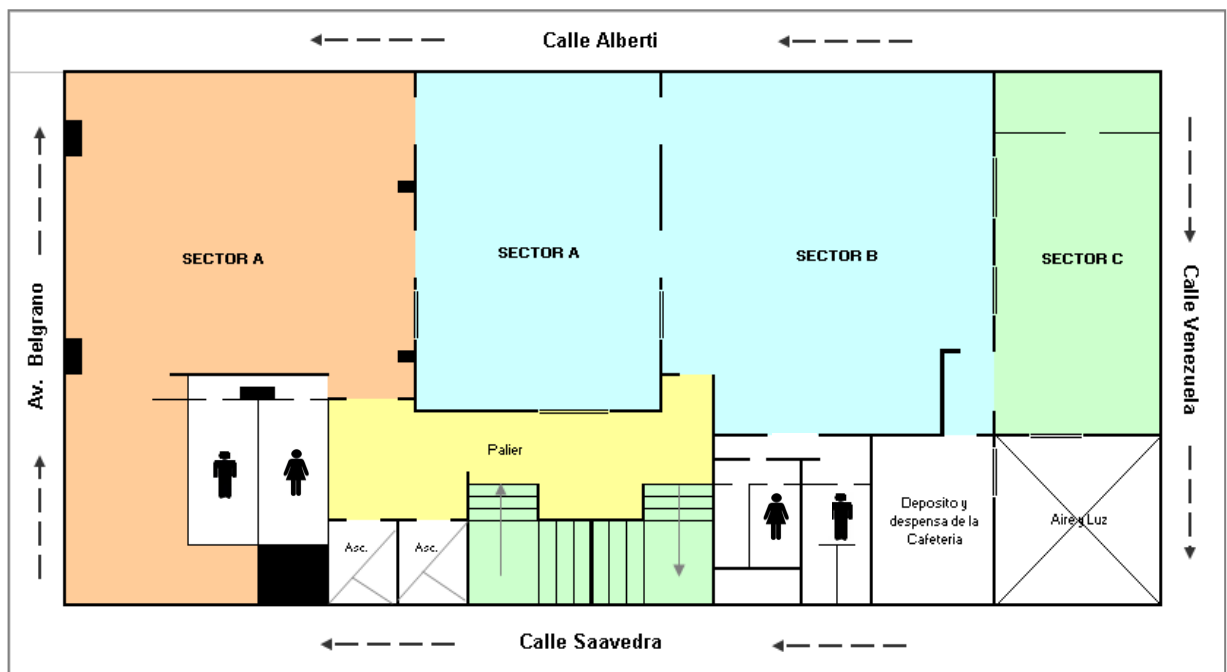 Calle Alberti
Av. Belgrano
SECTOR A
SECTOR A
SECTOR B
SECTOR C
Calle Venezuela
Palier
Deposito y
despensa de la
Cafeteria
Aire y Luz
Asc.
Asc.
Calle Saavedra